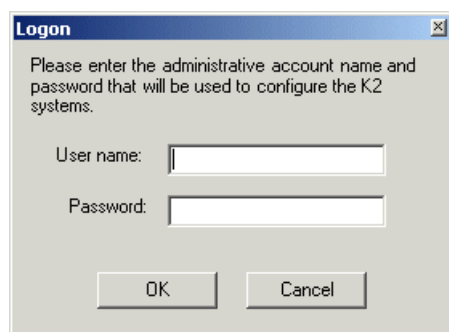 Logon
Please enter the administrative account name and
password that will be used to configure the K2
systems.
User name:
Password:
OK Cancel